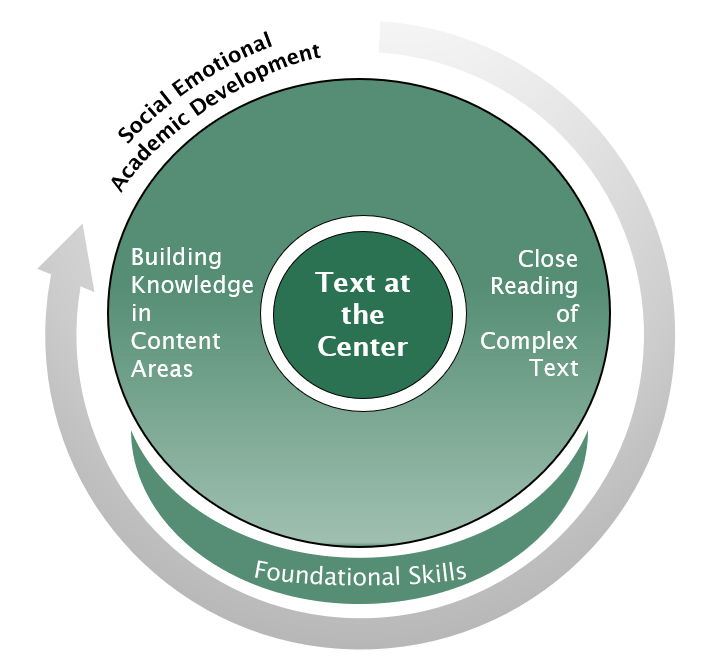 Social Emotional
Academic Development
Building
Knowledge
in
Content
Areas
Text at
the
Center
Close
Reading
of
Complex
Text
Foundational Skills